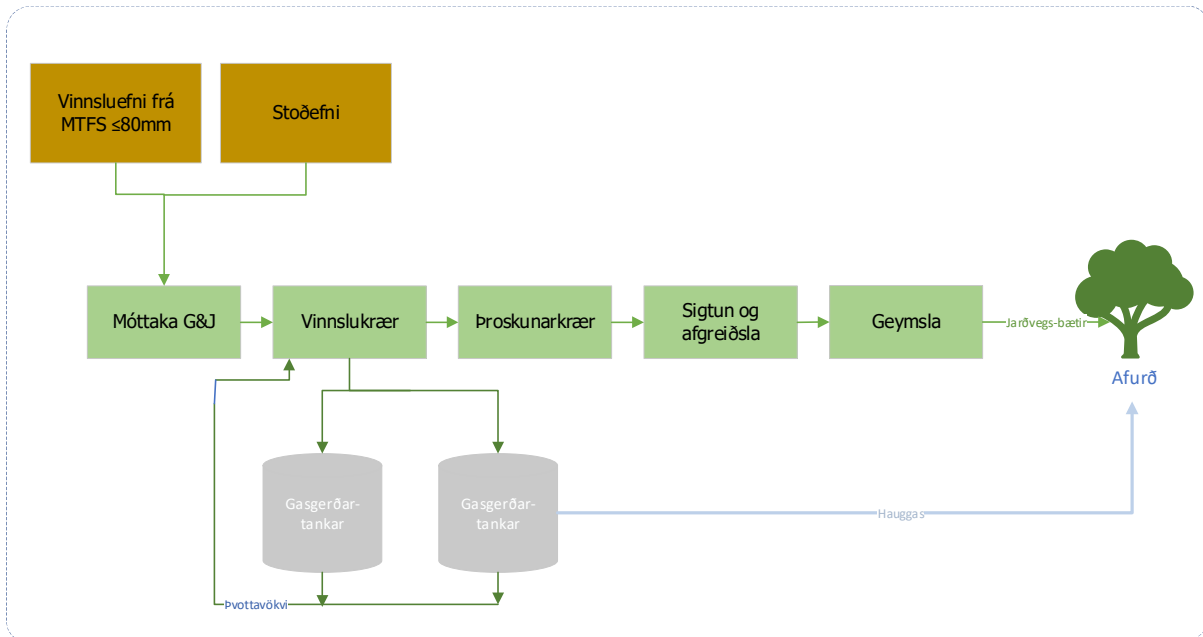 Vinnsluefni frá
MTFS ≤80mm
Stoðefni
Móttaka G&J
Vinnslukrær
Þroskunarkrær
Sigtun og
afgreiðsla
Geymsla
Jarðvegs-bætir
Afurð
Gasgerðar-
tankar
Gasgerðar-
tankar
Hauggas
Þvottavökvi